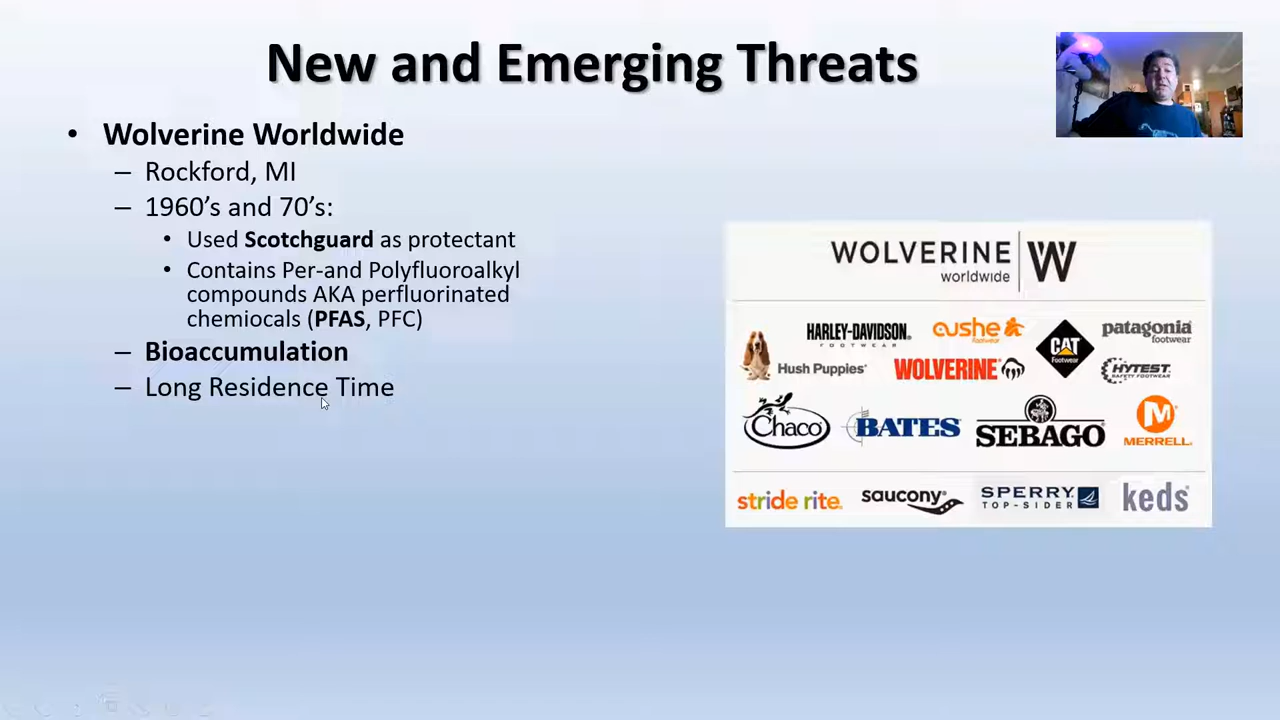 New and Emerging Threats
• Wolverine Worldwide
– Rockford, MI
– 1960’s and 70’s:
• Used Scotchguard as protectant
• Contains Per-and Polyfluoroalkyl
compounds AKA perfluorinated
chemiocals (PFAS, PFC)
– Bioaccumulation
– Long Residence Time
WOLVERINE W
worldwide
HARLEY-DAVIDSON
FOOTWEAR
cushe
footwear
CAT
Footwear
patagonia
footwear
Hush Puppies
WOLVERINE
HYTEST
SAFETY FOOTWEAR
Chaco
BATES
SEBAGO
M
MERRELL
stride rite
saucony
SPERRY
TOP-SIDER
keds